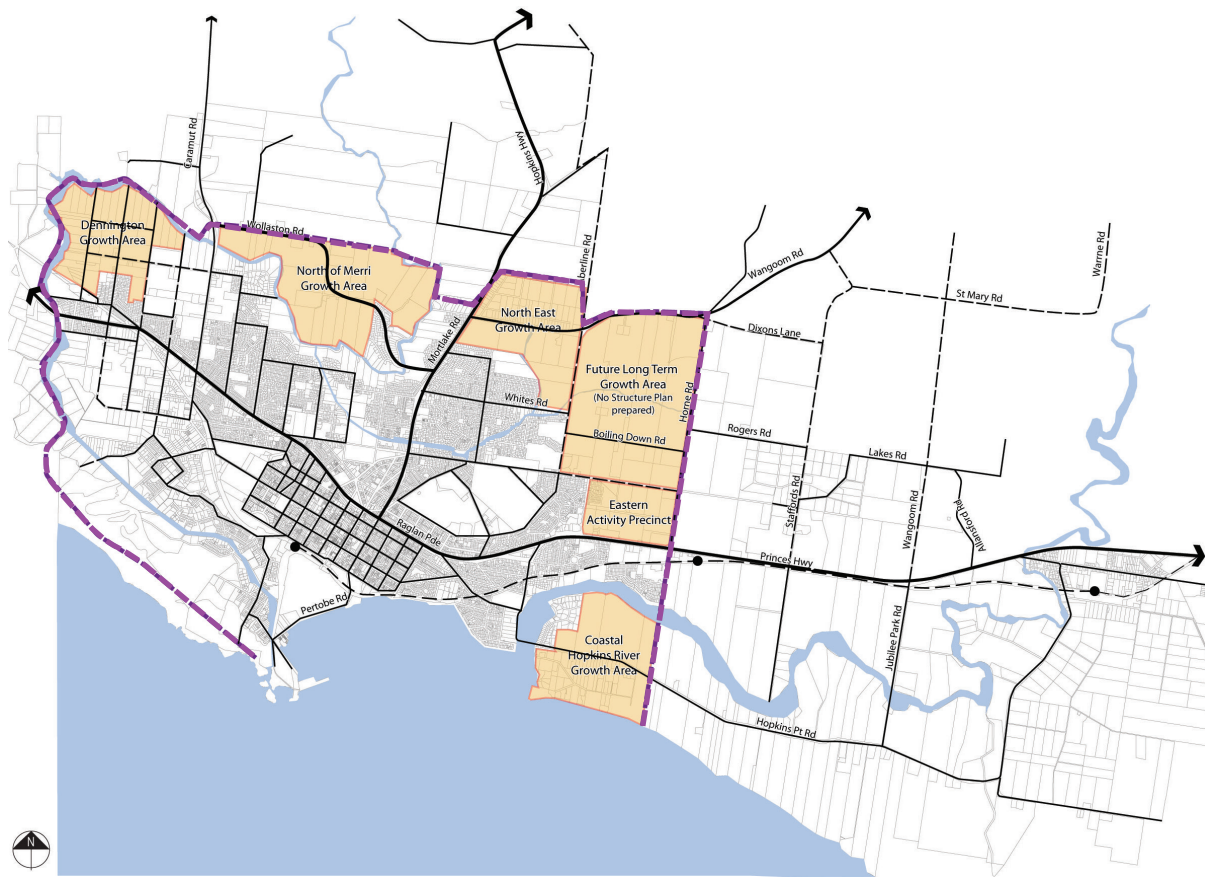 Caramut Rd
Hopkins Hwy
Dennington
Growth Area
Wollaston Rd
North of Merri
Growth Area
Mortlake Rd
North East
Growth Area
berline Rd
Wangoom Rd
Warrne Rd
St Mary Rd
Dixons Lane
Future Long Term
Growth Area
(No Structure Plan
prepared)
Horne Rd
Whites Rd
Boiling Down Rd
Rogers Rd
Lakes Rd
Staffords Rd
Wangoom Rd
Allansford Rd
Eastern
Activity Precinct
Raglan Pde
Princes Hwy
Pertobe Rd
Coastal
Hopkins River
Growth Area
Jubilee Park Rd
Hopkins Pt Rd
N